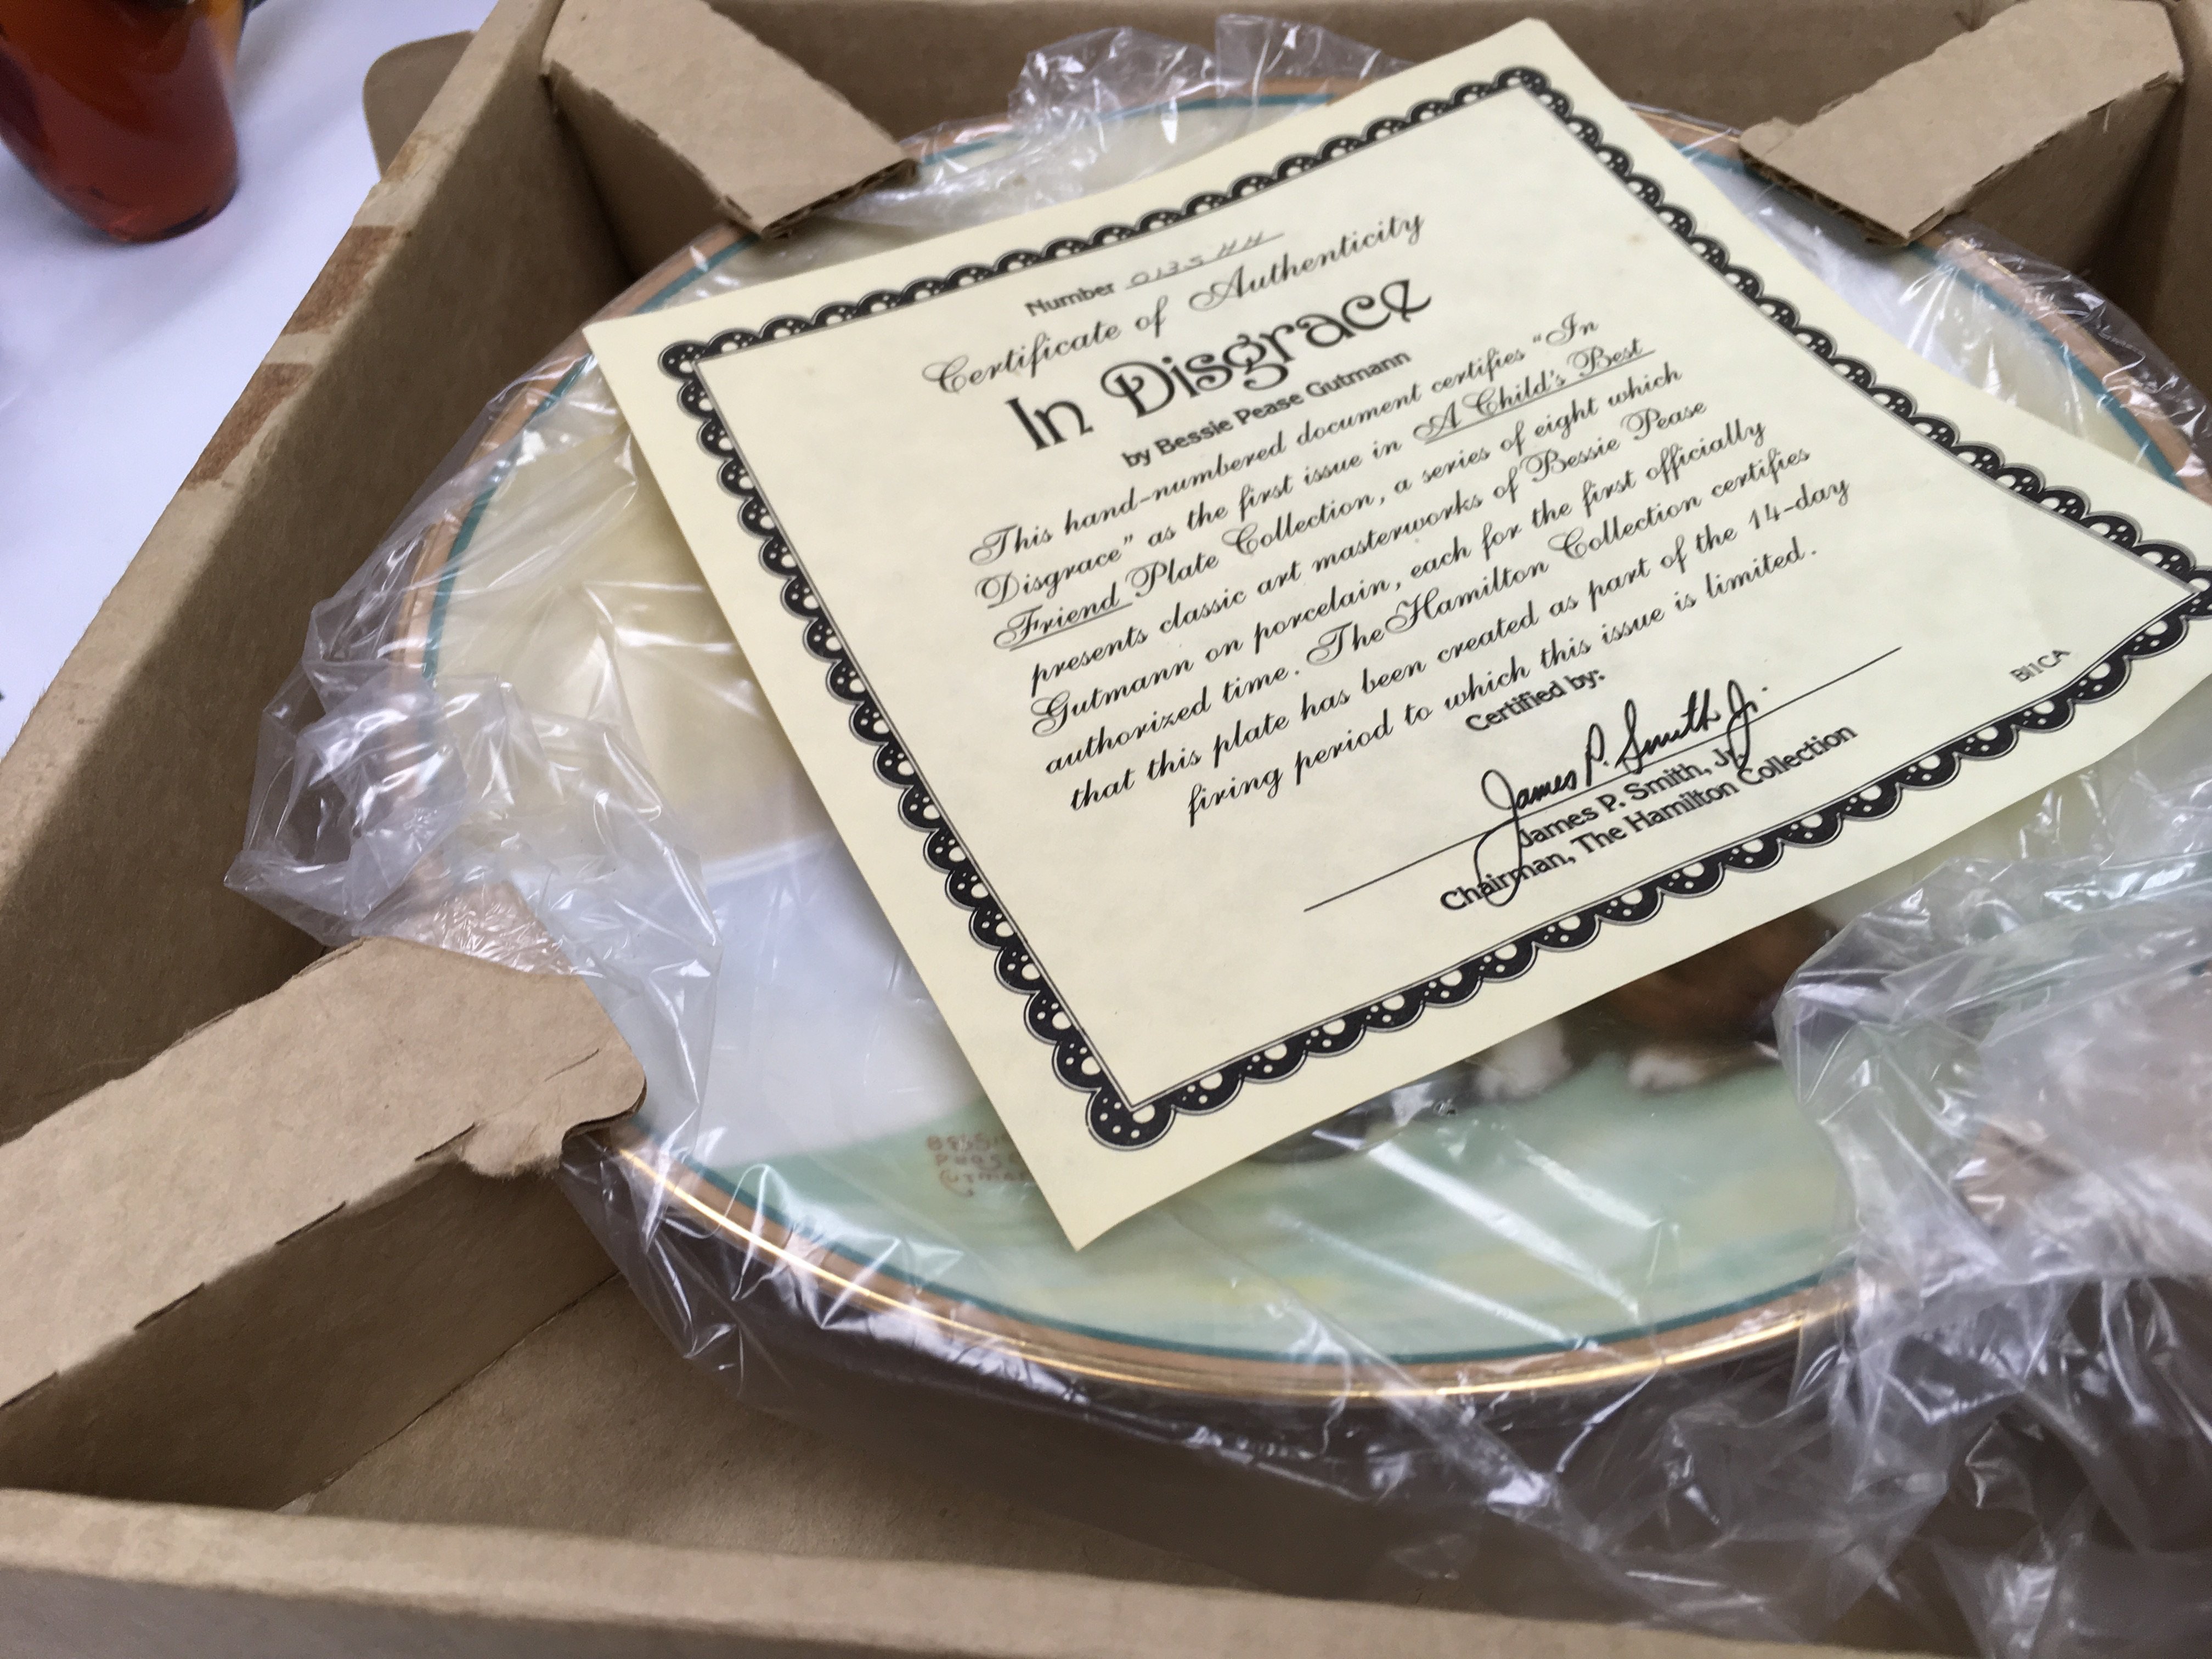 Number
Certificate of Authenticity
In Disgrace
by Bessie Pease Gutmann
This hand-numbered document certifies "In
Disgrace" as the first issue in A Child's Best
Friend Plate Collection, a series of eight which
presents classic art masterworks of Bessie Pease
Gutmann on porcelain, each for the first officially
authorized time. The Hamilton Collection certifies
that this plate has been created as part of the 14-day
firing period to which this issue is limited.
Certified by:
James P. Smith Jr.
James P. Smith, Jr.
Chairman, The Hamilton Collection
BI1CA